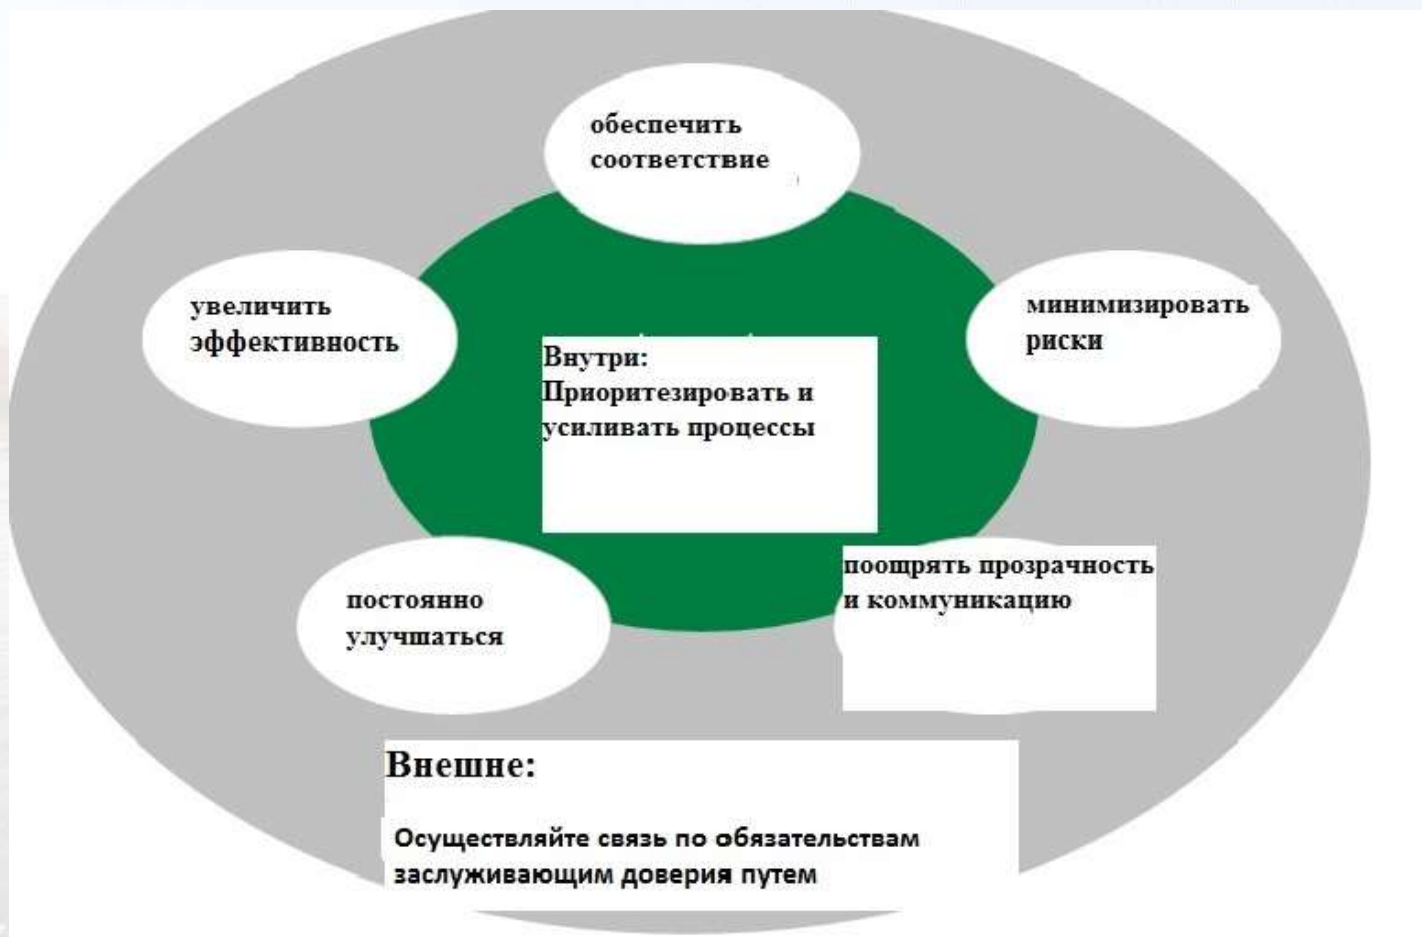 обеспечить
соответствие
увеличить
эффективность
минимизировать
риски
Внутри:
Приоритезировать и
усиливать процессы
постоянно
улучшаться
поощрять прозрачность
и коммуникацию
Внешне:
Осуществляйте связь по обязательствам
заслуживающим доверия путем